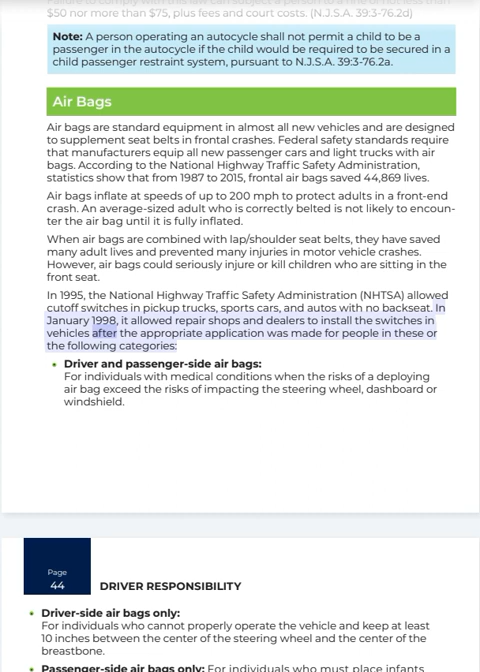 Failure to comply with this law can subject a person to a fine of not less than
$50 nor more than $75, plus fees and court costs. (N.J.S.A. 39:3-76.2d)
Note: A person operating an autocycle shall not permit a child to be a
passenger in the autocycle if the child would be required to be secured in a
child passenger restraint system, pursuant to N.J.S.A. 39:3-76.2a.
Air Bags
Air bags are standard equipment in almost all new vehicles and are designed
to supplement seat belts in frontal crashes. Federal safety standards require
that manufacturers equip all new passenger cars and light trucks with air
bags. According to the National Highway Traffic Safety Administration,
statistics show that from 1987 to 2015, frontal air bags saved 44,869 lives.
Air bags inflate at speeds of up to 200 mph to protect adults in a front-end
crash. An average-sized adult who is correctly belted is not likely to encoun-
ter the air bag until it is fully inflated.
When air bags are combined with lap/shoulder seat belts, they have saved
many adult lives and prevented many injuries in motor vehicle crashes.
However, air bags could seriously injure or kill children who are sitting in the
front seat.
In 1995, the National Highway Traffic Safety Administration (NHTSA) allowed
cutoff switches in pickup trucks, sports cars, and autos with no backseat. In
January 1998, it allowed repair shops and dealers to install the switches in
vehicles after the appropriate application was made for people in these or
the following categories:
• Driver and passenger-side air bags:
For individuals with medical conditions when the risks of a deploying
air bag exceed the risks of impacting the steering wheel, dashboard or
windshield.
Page
44
DRIVER RESPONSIBILITY
• Driver-side air bags only:
For individuals who cannot properly operate the vehicle and keep at least
10 inches between the center of the steering wheel and the center of the
breastbone.
• Passenger-side air bags only: For individuals who must place infants